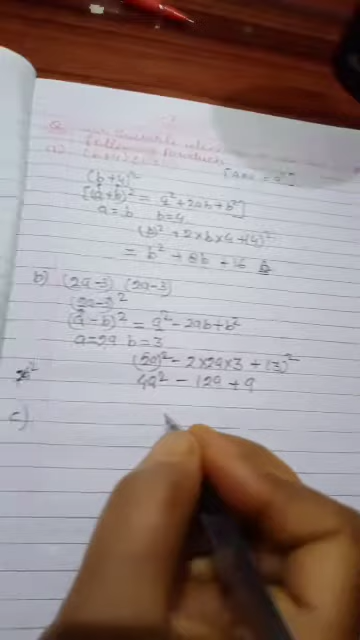 (b+4)²
[(a+b)² = a²+2ab+b²]
a=b b=4
(b)² + 2×b×4+(4)²
= b² + 8b + 16
b) (2a-3) (2a-3)
(2a-3)²
(a-b)² = a²-2ab+b²
a=2a b=3
(2a)² - 2×2a×3 + (3)²
4a² - 12a + 9
c)